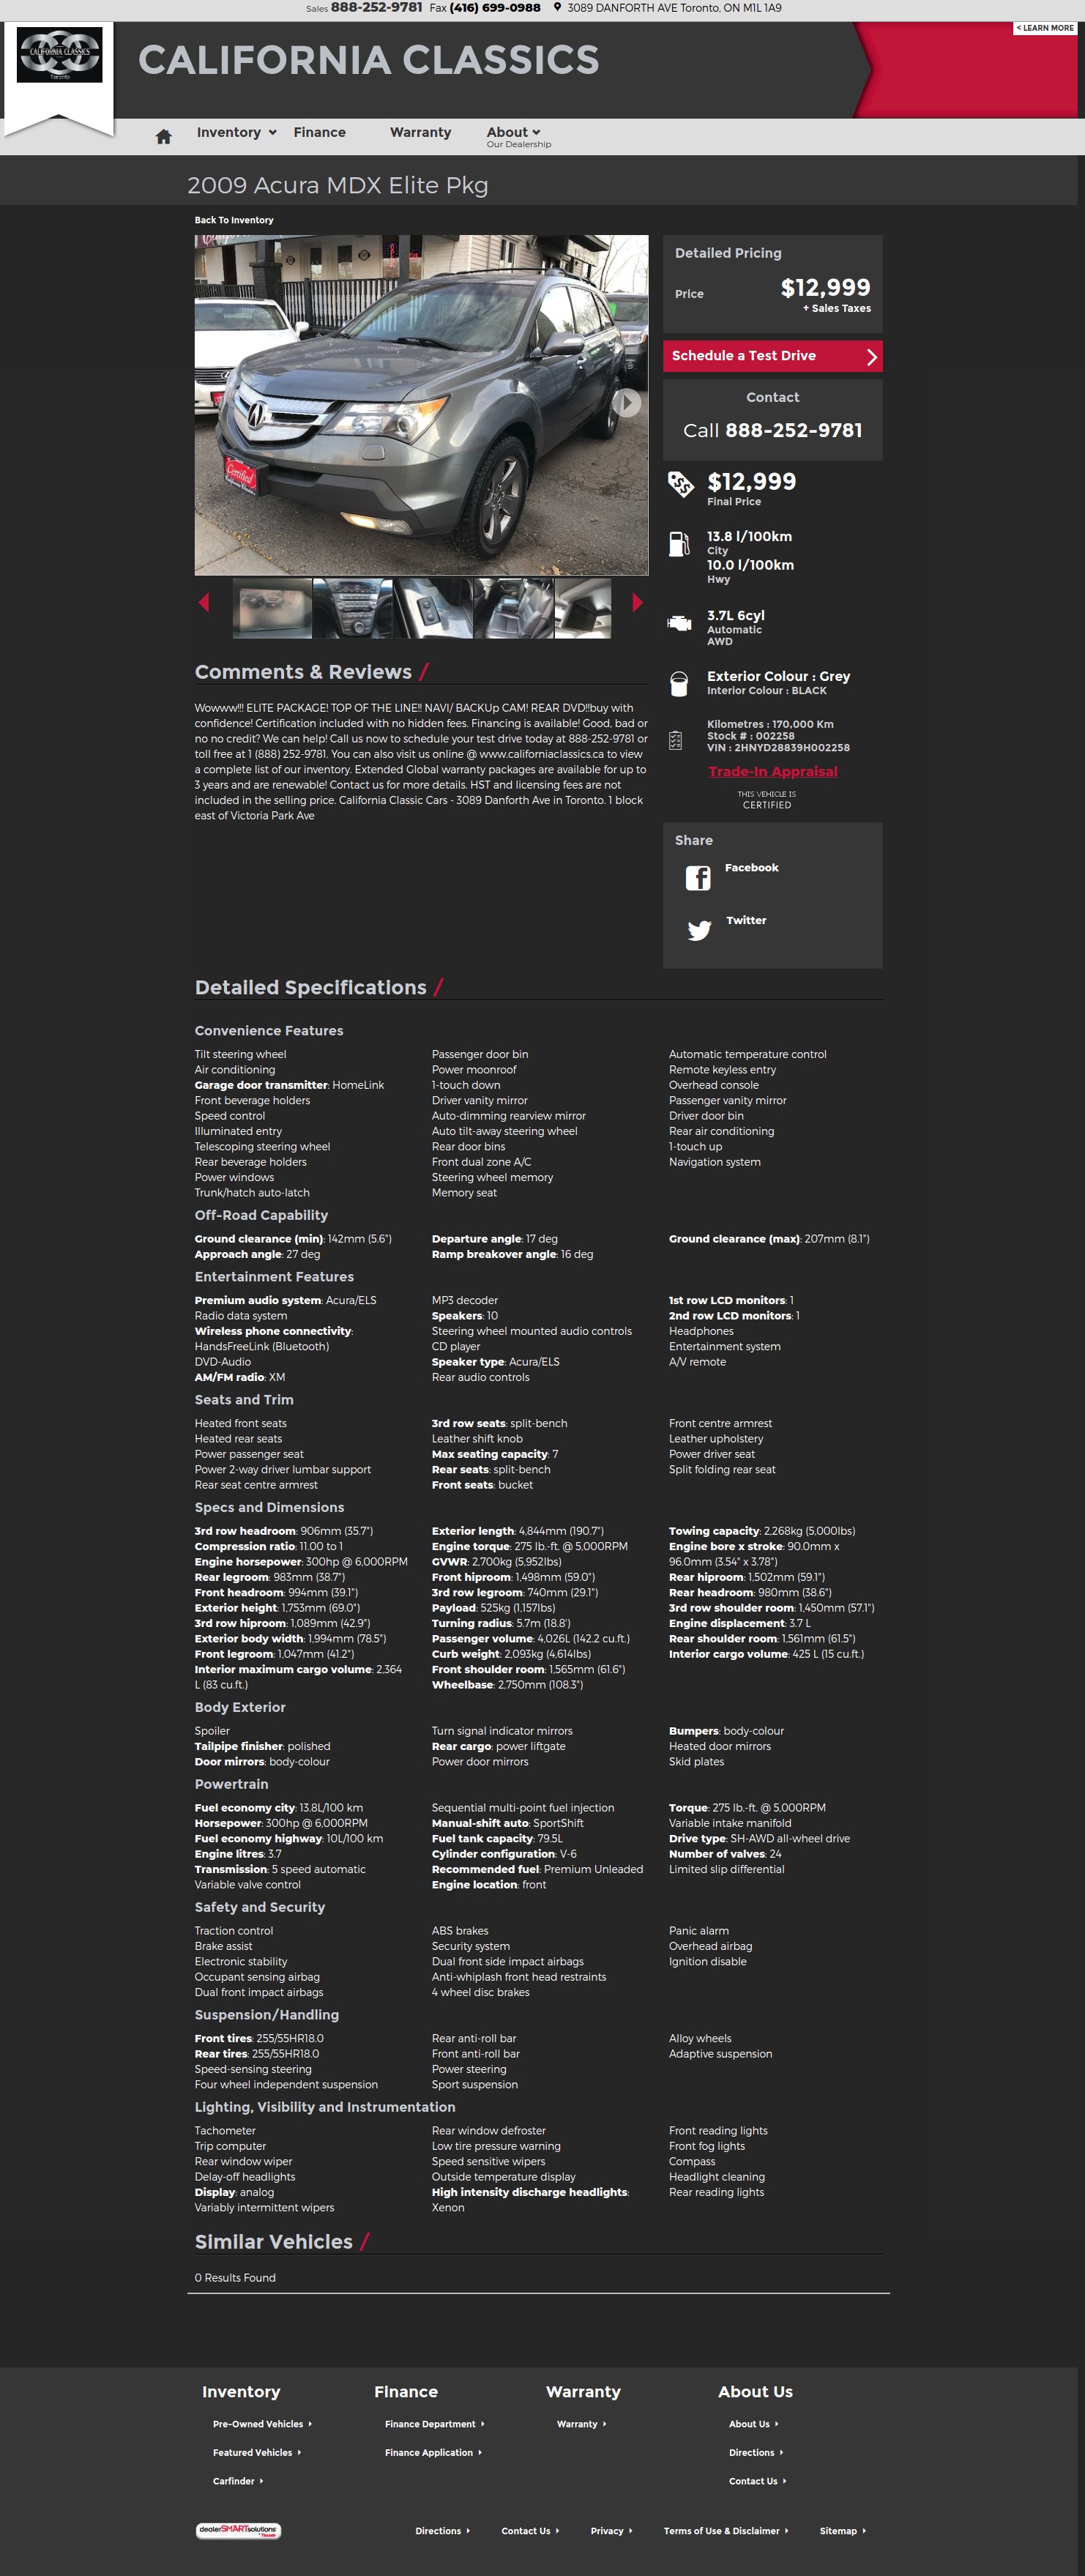 Sales 888-252-9781 Fax (416) 699-0988 3089 DANFORTH AVE Toronto, ON M1L 1A9
< LEARN MORE
CALIFORNIA CLASSICS
Toronto
CALIFORNIA CLASSICS
Inventory Finance Warranty About
Our Dealership
2009 Acura MDX Elite Pkg
Back To Inventory
Certified
Detailed Pricing
Price $12,999
+ Sales Taxes
Schedule a Test Drive
Contact
Call 888-252-9781
$12,999
Final Price
13.8 l/100km
City
10.0 l/100km
Hwy
3.7L 6cyl
Automatic
AWD
Exterior Colour : Grey
Interior Colour : BLACK
Kilometres : 170,000 Km
Stock # : 002258
VIN : 2HNYD28839H002258
Trade-In Appraisal
THIS VEHICLE IS
CERTIFIED
Share
Facebook
Twitter
Comments & Reviews /
Wowww!!! ELITE PACKAGE! TOP OF THE LINE!! NAVI/ BACKUp CAM! REAR DVD!!buy with
confidence! Certification included with no hidden fees. Financing is available! Good, bad or
no no credit? We can help! Call us now to schedule your test drive today at 888-252-9781 or
toll free at 1 (888) 252-9781. You can also visit us online @ www.californiaclassics.ca to view
a complete list of our inventory. Extended Global warranty packages are available for up to
3 years and are renewable! Contact us for more details. HST and licensing fees are not
included in the selling price. California Classic Cars - 3089 Danforth Ave in Toronto. 1 block
east of Victoria Park Ave
Detailed Specifications /
Convenience Features
Tilt steering wheel Passenger door bin Automatic temperature control
Air conditioning Power moonroof Remote keyless entry
Garage door transmitter: HomeLink 1-touch down Overhead console
Front beverage holders Driver vanity mirror Passenger vanity mirror
Speed control Auto-dimming rearview mirror Driver door bin
Illuminated entry Auto tilt-away steering wheel Rear air conditioning
Telescoping steering wheel Rear door bins 1-touch up
Rear beverage holders Front dual zone A/C Navigation system
Power windows Steering wheel memory
Trunk/hatch auto-latch Memory seat
Off-Road Capability
Ground clearance (min): 142mm (5.6") Departure angle: 17 deg Ground clearance (max): 207mm (8.1")
Approach angle: 27 deg Ramp breakover angle: 16 deg
Entertainment Features
Premium audio system: Acura/ELS MP3 decoder 1st row LCD monitors: 1
Radio data system Speakers: 10 2nd row LCD monitors: 1
Wireless phone connectivity: Steering wheel mounted audio controls Headphones
HandsFreeLink (Bluetooth) CD player Entertainment system
DVD-Audio Speaker type: Acura/ELS A/V remote
AM/FM radio: XM Rear audio controls
Seats and Trim
Heated front seats 3rd row seats: split-bench Front centre armrest
Heated rear seats Leather shift knob Leather upholstery
Power passenger seat Max seating capacity: 7 Power driver seat
Power 2-way driver lumbar support Rear seats: split-bench Split folding rear seat
Rear seat centre armrest Front seats: bucket
Specs and Dimensions
3rd row headroom: 906mm (35.7") Exterior length: 4,844mm (190.7") Towing capacity: 2,268kg (5,000lbs)
Compression ratio: 11.00 to 1 Engine torque: 275 lb.-ft. @ 5,000RPM Engine bore x stroke: 90.0mm x
Engine horsepower: 300hp @ 6,000RPM GVWR: 2,700kg (5,952lbs) 96.0mm (3.54" x 3.78")
Rear legroom: 983mm (38.7") Front hiproom: 1,498mm (59.0") Rear hiproom: 1,502mm (59.1")
Front headroom: 994mm (39.1") 3rd row legroom: 740mm (29.1") Rear headroom: 980mm (38.6")
Exterior height: 1,753mm (69.0") Payload: 525kg (1,157lbs) 3rd row shoulder room: 1,450mm (57.1")
3rd row hiproom: 1,089mm (42.9") Turning radius: 5.7m (18.8') Engine displacement: 3.7 L
Exterior body width: 1,994mm (78.5") Passenger volume: 4,026L (142.2 cu.ft.) Rear shoulder room: 1,561mm (61.5")
Front legroom: 1,047mm (41.2") Curb weight: 2,093kg (4,614lbs) Interior cargo volume: 425 L (15 cu.ft.)
Interior maximum cargo volume: 2,364 Front shoulder room: 1,565mm (61.6")
L (83 cu.ft.) Wheelbase: 2,750mm (108.3")
Body Exterior
Spoiler Turn signal indicator mirrors Bumpers: body-colour
Tailpipe finisher: polished Rear cargo: power liftgate Heated door mirrors
Door mirrors: body-colour Power door mirrors Skid plates
Powertrain
Fuel economy city: 13.8L/100 km Sequential multi-point fuel injection Torque: 275 lb.-ft. @ 5,000RPM
Horsepower: 300hp @ 6,000RPM Manual-shift auto: SportShift Variable intake manifold
Fuel economy highway: 10L/100 km Fuel tank capacity: 79.5L Drive type: SH-AWD all-wheel drive
Engine litres: 3.7 Cylinder configuration: V-6 Number of valves: 24
Transmission: 5 speed automatic Recommended fuel: Premium Unleaded Limited slip differential
Variable valve control Engine location: front
Safety and Security
Traction control ABS brakes Panic alarm
Brake assist Security system Overhead airbag
Electronic stability Dual front side impact airbags Ignition disable
Occupant sensing airbag Anti-whiplash front head restraints
Dual front impact airbags 4 wheel disc brakes
Suspension/Handling
Front tires: 255/55HR18.0 Rear anti-roll bar Alloy wheels
Rear tires: 255/55HR18.0 Front anti-roll bar Adaptive suspension
Speed-sensing steering Power steering
Four wheel independent suspension Sport suspension
Lighting, Visibility and Instrumentation
Tachometer Rear window defroster Front reading lights
Trip computer Low tire pressure warning Front fog lights
Rear window wiper Speed sensitive wipers Compass
Delay-off headlights Outside temperature display Headlight cleaning
Display: analog High intensity discharge headlights: Rear reading lights
Variably intermittent wipers Xenon
Similar Vehicles /
0 Results Found
Inventory Finance Warranty About Us
Pre-Owned Vehicles Finance Department Warranty About Us
Featured Vehicles Finance Application Directions
Carfinder Contact Us
dealerSMARTsolutions Directions Contact Us Privacy Terms of Use & Disclaimer Sitemap